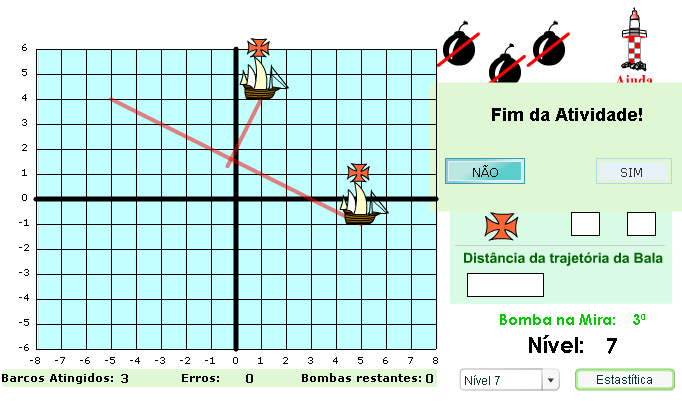 Ajuda
Fim da Atividade!
NÃO SIM
6
5
4
3
2
1
0
-1
-2
-3
-4
-5
-6
-8 -7 -6 -5 -4 -3 -2 -1 0 1 2 3 4 5 6 7 8
Distância da trajetória da Bala
Bomba na Mira: 3ª
Nível: 7
Barcos Atingidos: 3 Erros: 0 Bombas restantes: 0
Nível 7 Estastítica